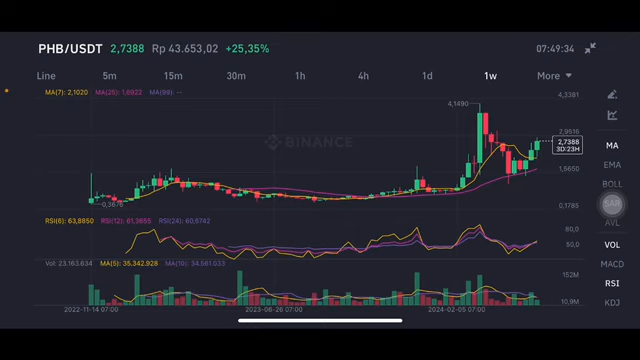 PHB/USDT 2,7388 Rp 43.653,02 +25,35% 07:49:34
Line 5m 15m 30m 1h 4h 1d 1w More
MA(7): 2,1020 MA(25): 1,6922 MA(99): --
4,3381
4,1490
2,9516
2,7388
3D:23H
1,5650
0,3676
0,1785
BINANCE
RSI(6): 63,8850 RSI(12): 61,3655 RSI(24): 60,6742
80,0
50,0
Vol: 23.163.634 MA(5): 35.342.928 MA(10): 34.561.033
152M
10,9M
2022-11-14 07:00 2023-06-26 07:00 2024-02-05 07:00
MA
EMA
BOLL
SAR
AVL
VOL
MACD
RSI
KDJ